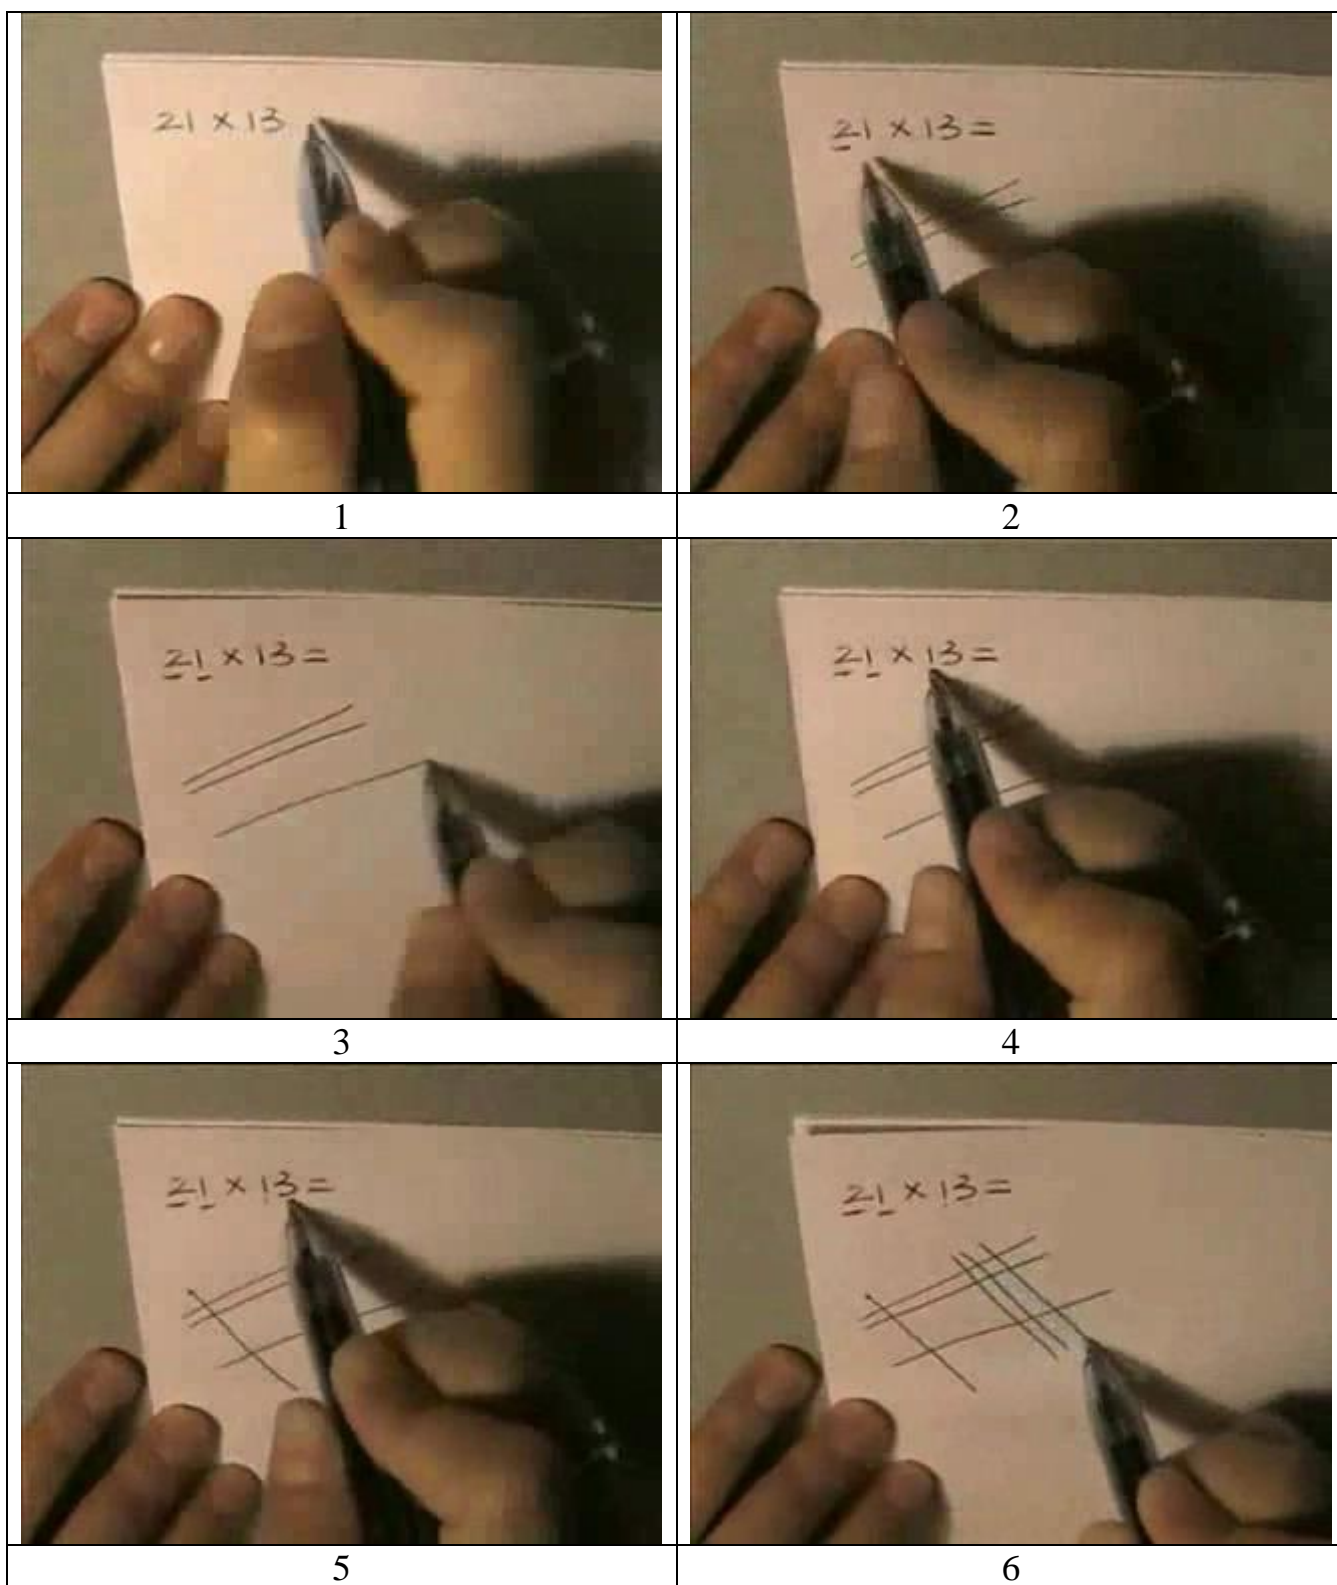 21 × 13
21 × 13 =
1
2
21 × 13 =
21 × 13 =
3
4
21 × 13 =
21 × 13 =
5
6